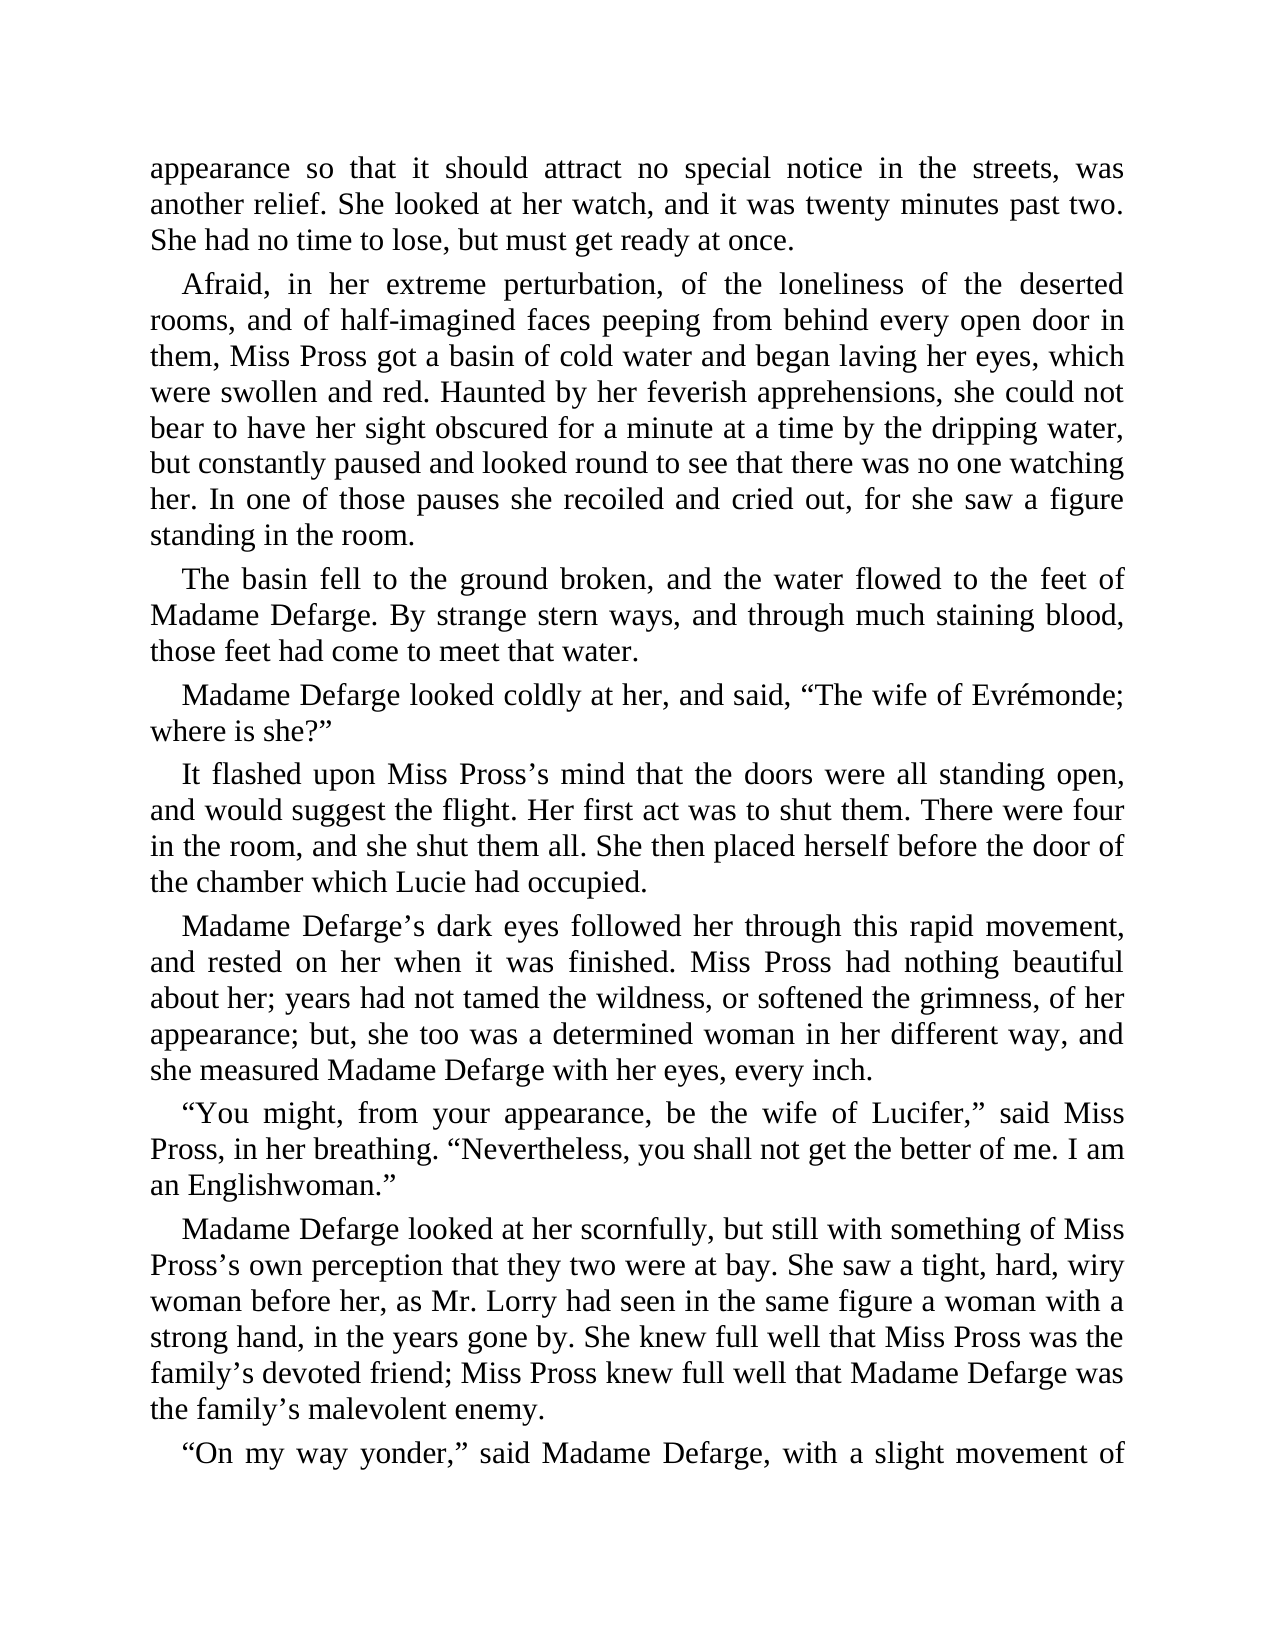 appearance so that it should attract no special notice in the streets, was
another relief. She looked at her watch, and it was twenty minutes past two.
She had no time to lose, but must get ready at once.
Afraid, in her extreme perturbation, of the loneliness of the deserted
rooms, and of half-imagined faces peeping from behind every open door in
them, Miss Pross got a basin of cold water and began laving her eyes, which
were swollen and red. Haunted by her feverish apprehensions, she could not
bear to have her sight obscured for a minute at a time by the dripping water,
but constantly paused and looked round to see that there was no one watching
her. In one of those pauses she recoiled and cried out, for she saw a figure
standing in the room.
The basin fell to the ground broken, and the water flowed to the feet of
Madame Defarge. By strange stern ways, and through much staining blood,
those feet had come to meet that water.
Madame Defarge looked coldly at her, and said, “The wife of Evrémonde;
where is she?”
It flashed upon Miss Pross’s mind that the doors were all standing open,
and would suggest the flight. Her first act was to shut them. There were four
in the room, and she shut them all. She then placed herself before the door of
the chamber which Lucie had occupied.
Madame Defarge’s dark eyes followed her through this rapid movement,
and rested on her when it was finished. Miss Pross had nothing beautiful
about her; years had not tamed the wildness, or softened the grimness, of her
appearance; but, she too was a determined woman in her different way, and
she measured Madame Defarge with her eyes, every inch.
“You might, from your appearance, be the wife of Lucifer,” said Miss
Pross, in her breathing. “Nevertheless, you shall not get the better of me. I am
an Englishwoman.”
Madame Defarge looked at her scornfully, but still with something of Miss
Pross’s own perception that they two were at bay. She saw a tight, hard, wiry
woman before her, as Mr. Lorry had seen in the same figure a woman with a
strong hand, in the years gone by. She knew full well that Miss Pross was the
family’s devoted friend; Miss Pross knew full well that Madame Defarge was
the family’s malevolent enemy.
“On my way yonder,” said Madame Defarge, with a slight movement of